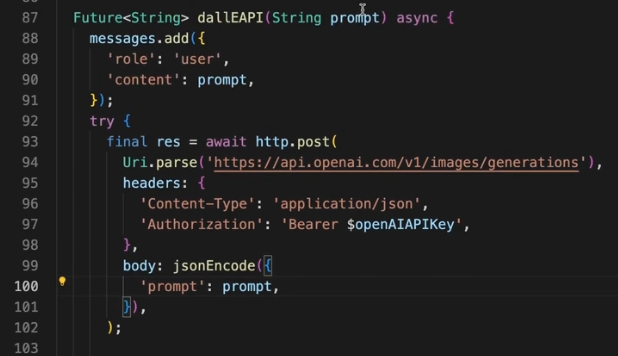 87 Future<String> dallEAPI(String prompt) async {
88 messages.add({
89 'role': 'user',
90 'content': prompt,
91 });
92 try {
93 final res = await http.post(
94 Uri.parse('https://api.openai.com/v1/images/generations'),
95 headers: {
96 'Content-Type': 'application/json',
97 'Authorization': 'Bearer $openAIAPIKey',
98 },
99 body: jsonEncode({
100 'prompt': prompt,
101 }),
102 );
103